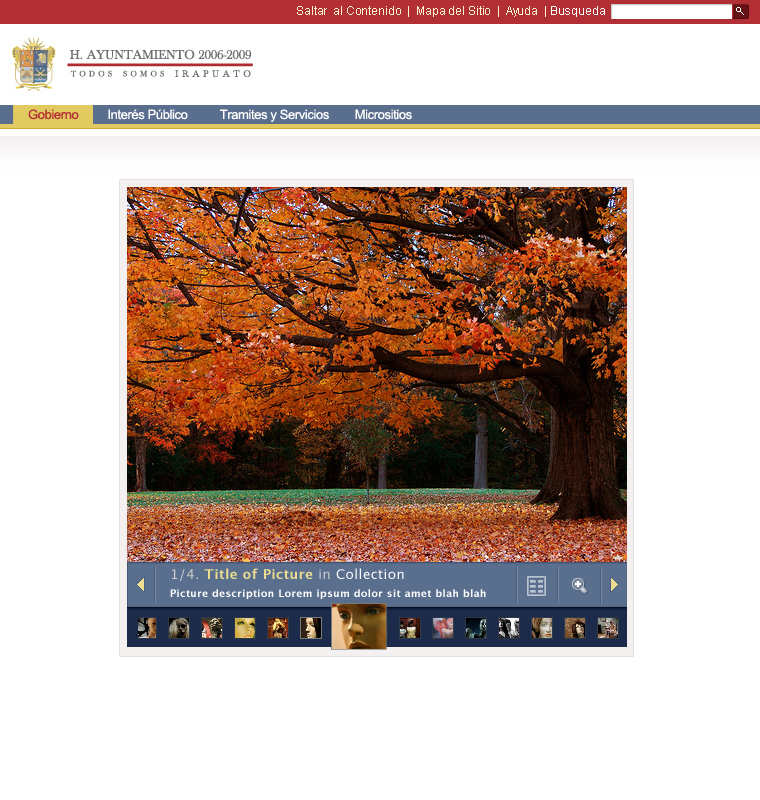 Saltar al Contenido | Mapa del Sitio | Ayuda | Busqueda
H. AYUNTAMIENTO 2006-2009
TODOS SOMOS IRAPUATO
Gobierno Interés Público Tramites y Servicios Micrositios
1/4. Title of Picture in Collection
Picture description Lorem ipsum dolor sit amet blah blah